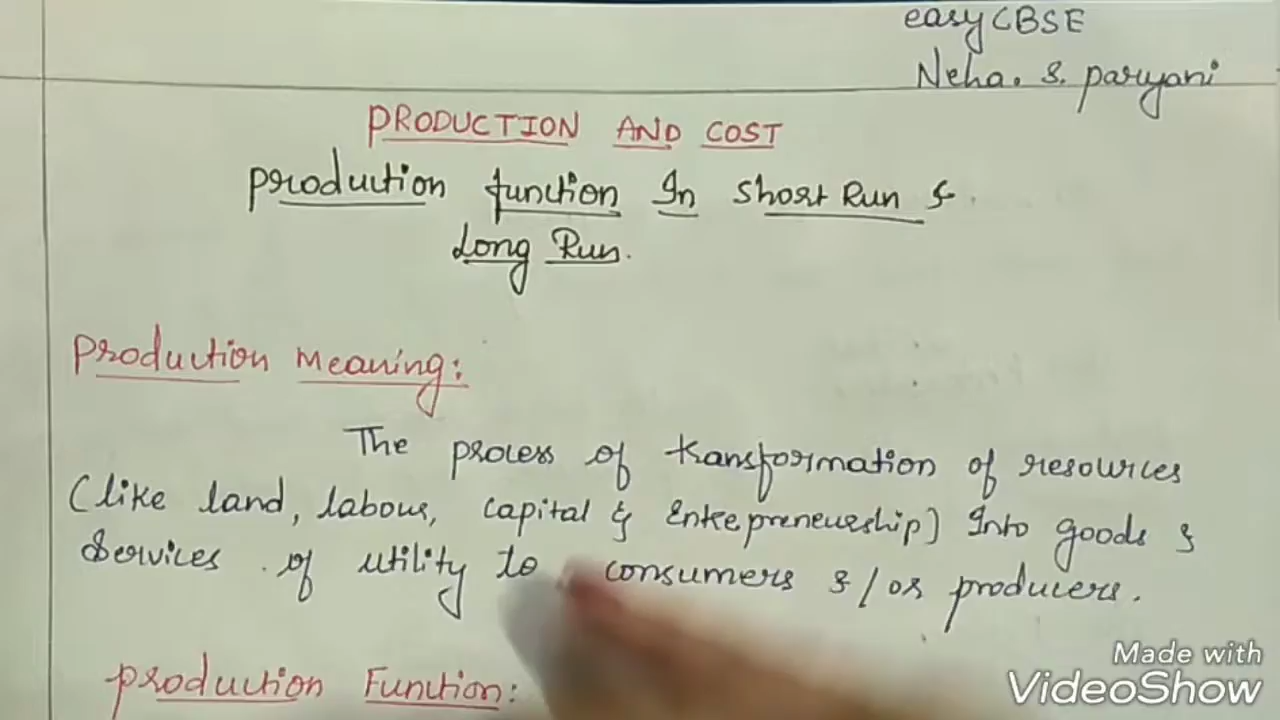 easyCBSE
Neha. S. paryani
PRODUCTION AND COST
production function In short Run &
Long Run.
Production Meaning:
The process of transformation of resources
(like land, labour, capital & Entrepreneurship) Into goods &
Services of utility to consumers &/or producers.
production Function:
Made with
VideoShow